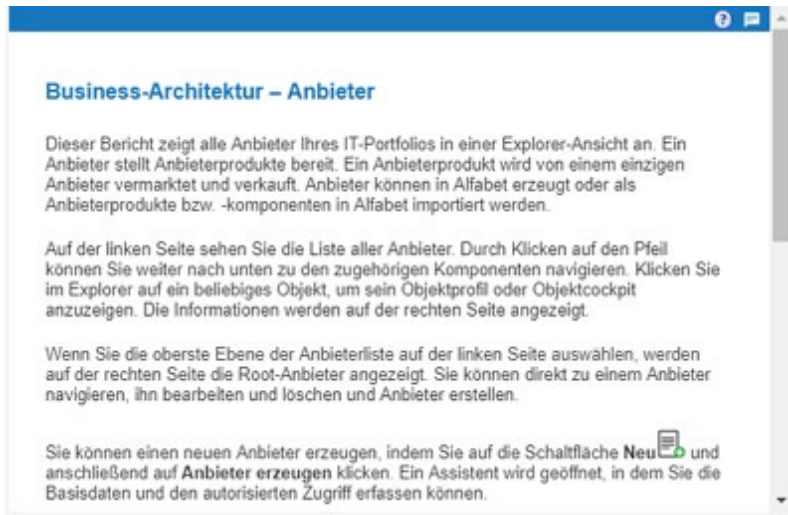 Business-Architektur – Anbieter
Dieser Bericht zeigt alle Anbieter Ihres IT-Portfolios in einer Explorer-Ansicht an. Ein
Anbieter stellt Anbieterprodukte bereit. Ein Anbieterprodukt wird von einem einzigen
Anbieter vermarktet und verkauft. Anbieter können in Alfabet erzeugt oder als
Anbieterprodukte bzw. -komponenten in Alfabet importiert werden.
Auf der linken Seite sehen Sie die Liste aller Anbieter. Durch Klicken auf den Pfeil
können Sie weiter nach unten zu den zugehörigen Komponenten navigieren. Klicken Sie
im Explorer auf ein beliebiges Objekt, um sein Objektprofil oder Objektcockpit
anzuzeigen. Die Informationen werden auf der rechten Seite angezeigt.
Wenn Sie die oberste Ebene der Anbieterliste auf der linken Seite auswählen, werden
auf der rechten Seite die Root-Anbieter angezeigt. Sie können direkt zu einem Anbieter
navigieren, ihn bearbeiten und löschen und Anbieter erstellen.
Sie können einen neuen Anbieter erzeugen, indem Sie auf die Schaltfläche Neu und
anschließend auf Anbieter erzeugen klicken. Ein Assistent wird geöffnet, in dem Sie die
Basisdaten und den autorisierten Zugriff erfassen können.